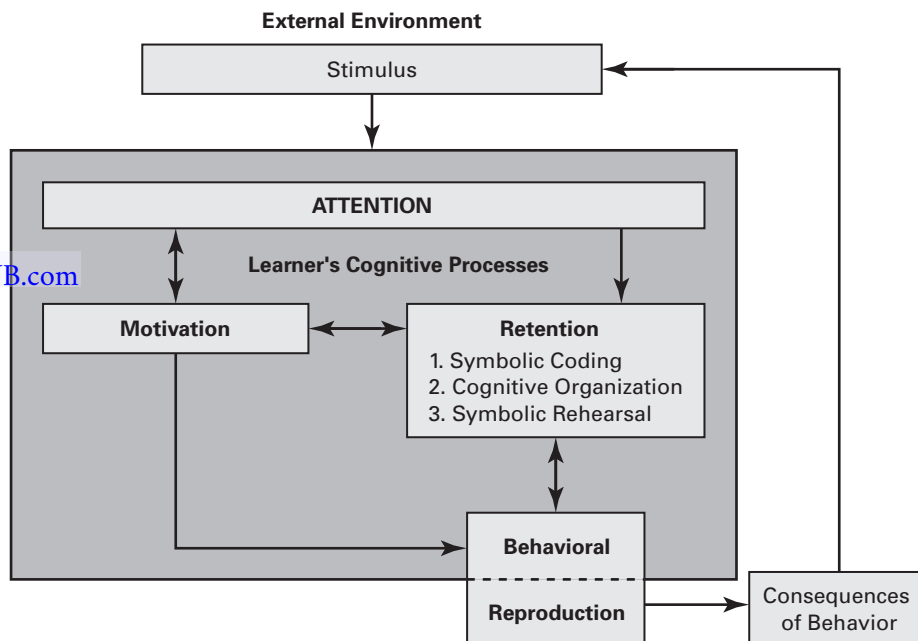 External Environment
Stimulus
ATTENTION
Learner's Cognitive Processes
B.com
Motivation
Retention
1. Symbolic Coding
2. Cognitive Organization
3. Symbolic Rehearsal
Behavioral
Reproduction
Consequences
of Behavior